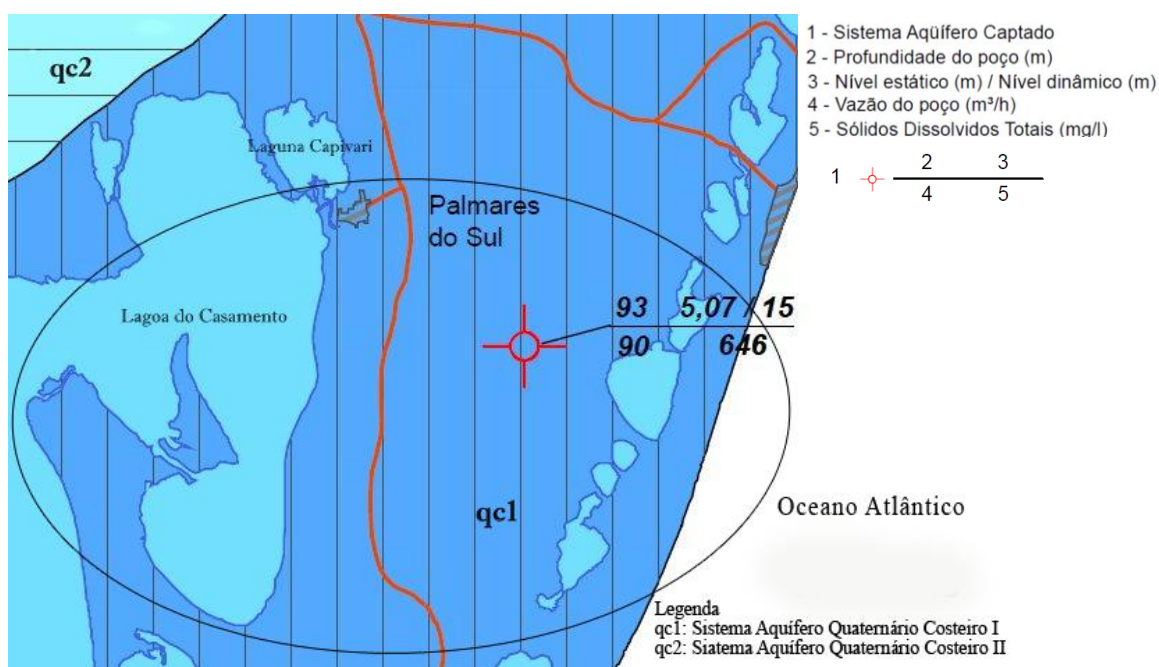 qc2
Laguna Capivari
Palmares
do Sul
Lagoa do Casamento
93 5,07 / 15
90 646
qc1
Oceano Atlântico
1 - Sistema Aqüífero Captado
2 - Profundidade do poço (m)
3 - Nível estático (m) / Nível dinâmico (m)
4 - Vazão do poço (m³/h)
5 - Sólidos Dissolvidos Totais (mg/l)
1 2 3
4 5
Legenda
qc1: Sistema Aquífero Quaternário Costeiro I
qc2: Siatema Aquífero Quaternário Costeiro II